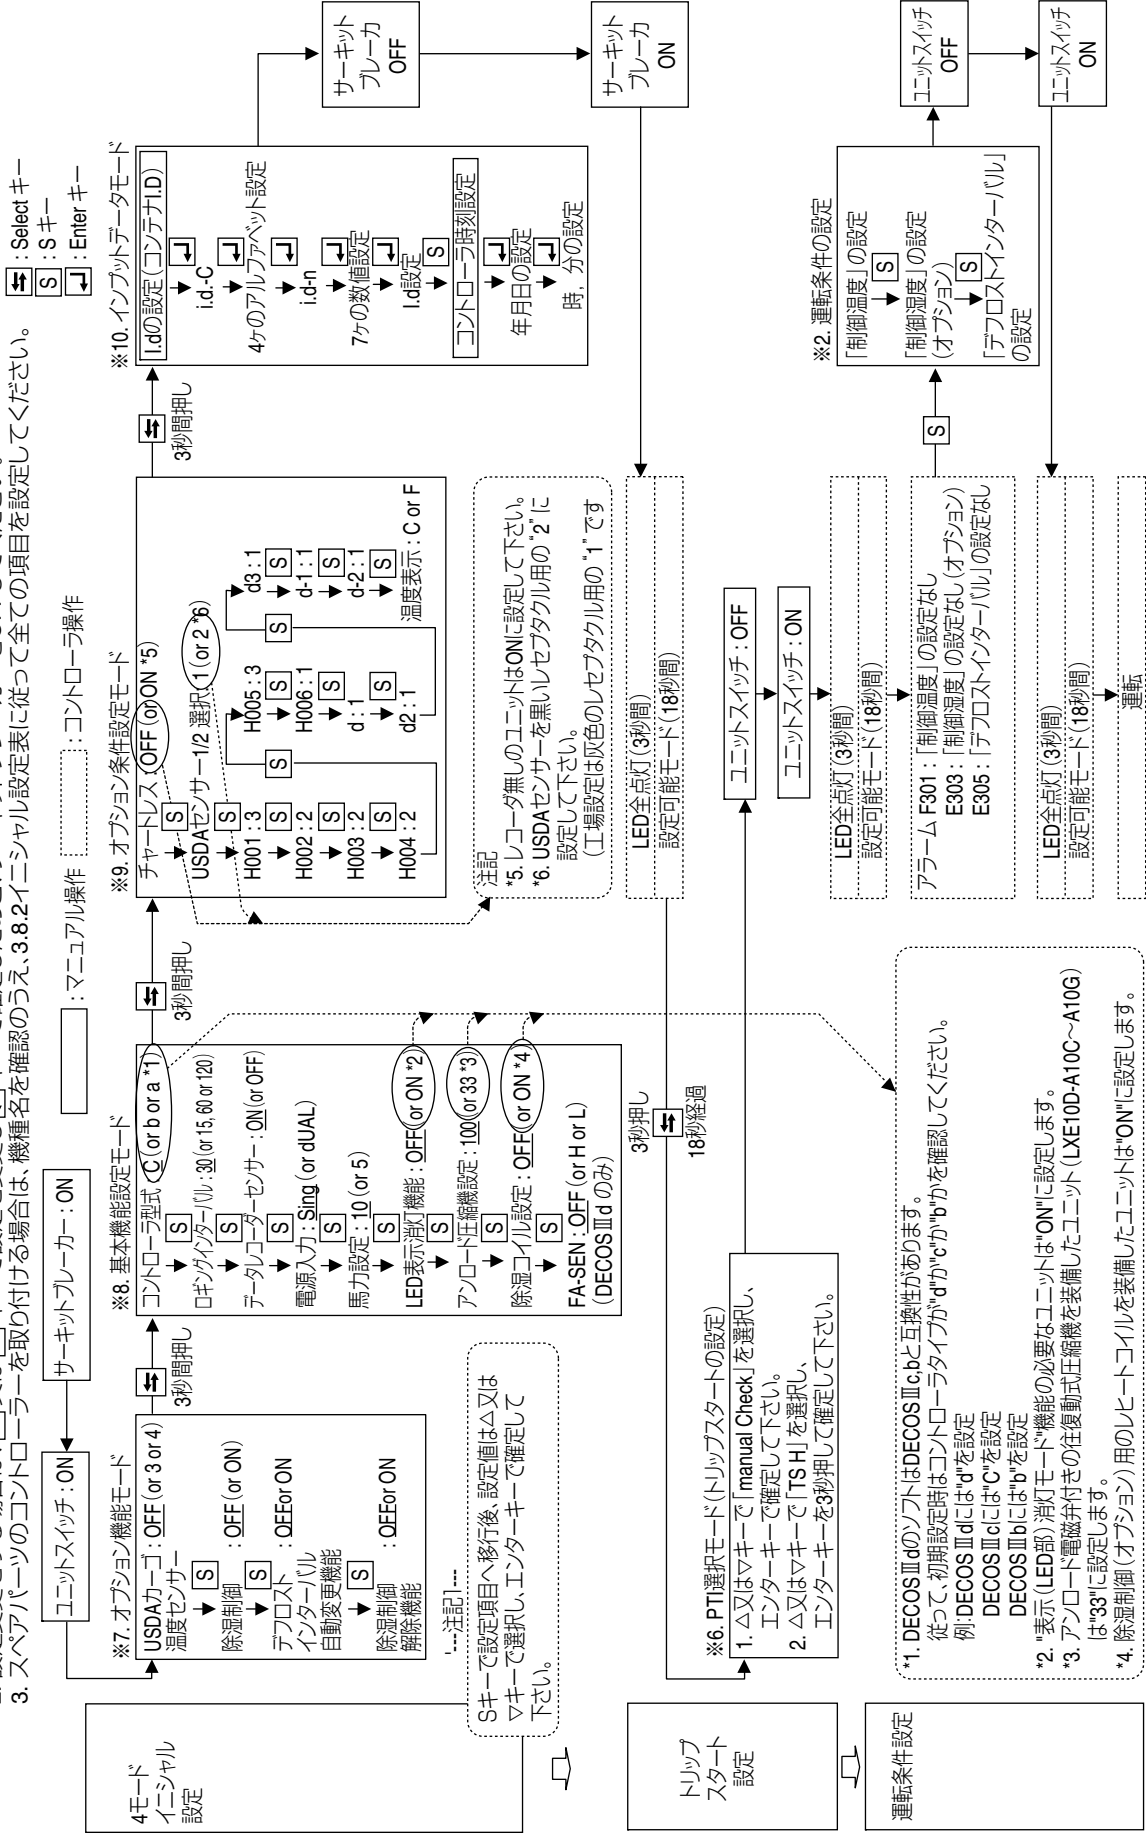 3. スペアパーツのコントローラーを取り付ける場合は、機種名を確認のうえ、3.8.2イニシャル設定表に従って全ての項目を設定してください。
: Select キー
S : S キー
: Enter キー
: マニュアル操作
: コントローラ操作
4モード
イニシャル
設定
ユニットスイッチ : ON
サーキットブレーカー : ON
※7. オプション機能モード
USDAカーゴ : OFF (or 3 or 4)
温度センサー
S
除湿制御 : OFF (or ON)
S
デフロスト : OFFor ON
インターバル
自動変更機能
S
除湿制御 : OFFor ON
解除機能
3秒間押し
※8. 基本機能設定モード
コントローラ型式 : C (or b or a *1)
S
ロギングインターバル : 30 (or 15, 60 or 120)
S
データレコーダーセンサー : ON (or OFF)
S
電源入力 : Sing (or dUAL)
S
馬力設定 : 10 (or 5)
S
LED表示消灯機能 : OFF (or ON *2)
S
アンロード圧縮機設定 : 100 (or 33 *3)
S
除湿コイル設定 : OFF (or ON *4)
S
FA-SEN : OFF (or H or L)
(DECOSⅢd のみ)
3秒間押し
※9. オプション条件設定モード
チャートレス : OFF (or ON *5)
S
USDAセンサー1/2 選択: 1 (or 2 *6)
S
H001 : 3
S
H002 : 2
S
H003 : 2
S
H004 : 2
S
H005 : 3
S
H006 : 1
S
d : 1
S
d2 : 1
S
d3 : 1
S
d-1 : 1
S
d-2 : 1
S
温度表示 : C or F
3秒間押し
※10. インプットデータモード
I.dの設定 (コンテナI.D)
i.d.-C
4ヶのアルファベット設定
i.d-n
7ヶの数値設定
I.d設定
S
コントローラ時刻設定
年月日の設定
時, 分の設定
サーキット
ブレーカ
OFF
サーキット
ブレーカ
ON
'---注記]---
Sキーで設定項目へ移行後、設定値は△又は
▽キーで選択し、エンターキーで確定して
下さい。
注記
*5. レコーダ無しのユニットはONに設定して下さい。
*6. USDAセンサーを黒いレセプタクル用の “2” に
設定して下さい。
(工場設定は灰色のレセプタクル用の “1” です
LED全点灯 (3秒間)
設定可能モード (18秒間)
3秒押し
18秒経過
トリップ
スタート
設定
※6. PTI選択モード (トリップスタートの設定)
1. △又は▽キーで「manual Check」を選択し、
エンターキーで確定して下さい。
2. △又は▽キーで「TS H」を選択し、
エンターキーを3秒押して確定して下さい。
ユニットスイッチ : OFF
ユニットスイッチ : ON
LED全点灯 (3秒間)
設定可能モード (18秒間)
アラーム F301 : 「制御温度」の設定なし
E303 : 「制御湿度」の設定なし (オプション)
E305 : 「デフロストインターバル」の設定なし
S
※2. 運転条件の設定
「制御温度」の設定
S
「制御湿度」の設定
(オプション)
S
「デフロストインターバル」
の設定
ユニットスイッチ
OFF
ユニットスイッチ
ON
LED全点灯 (3秒間)
設定可能モード (18秒間)
運転
運転条件設定
*1. DECOSⅢdのソフトはDECOSⅢc,bと互換性があります。
従って、初期設定時はコントローラタイプが"d"か"c"か"b"かを確認してください。
例: DECOSⅢdには"d"を設定
DECOSⅢcには"C"を設定
DECOSⅢbには"b"を設定
*2. "表示 (LED部) 消灯モード"機能の必要なユニットは"ON"に設定します。
*3. アンロード電磁弁付きの往復動式圧縮機を装備したユニット (LXE10D-A10C〜A10G)
は"33"に設定します。
*4. 除湿制御 (オプション) 用のレヒートコイルを装備したユニットは"ON"に設定します。